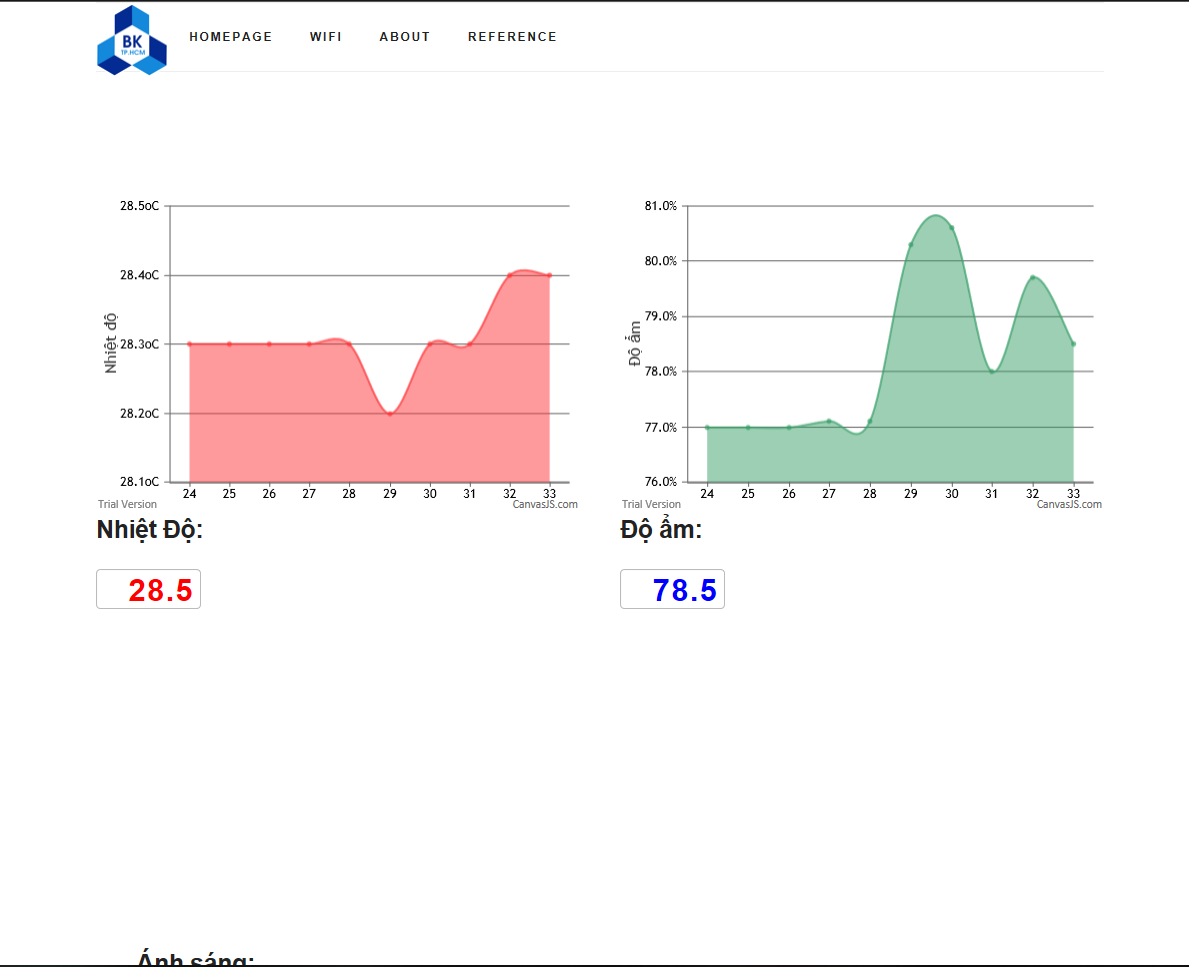 BK
TP.HCM
HOMEPAGE WIFI ABOUT REFERENCE
Nhiệt độ
28.5oC
28.4oC
28.3oC
28.2oC
28.1oC
24 25 26 27 28 29 30 31 32 33
Trial Version CanvasJS.com
Nhiệt Độ:
28.5
Độ ẩm
81.0%
80.0%
79.0%
78.0%
77.0%
76.0%
24 25 26 27 28 29 30 31 32 33
Trial Version CanvasJS.com
Độ ẩm:
78.5
Ánh sáng: